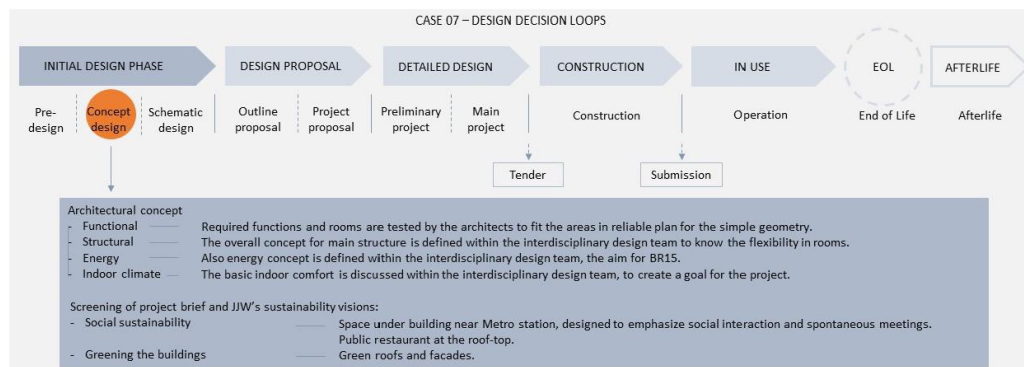 CASE 07 – DESIGN DECISION LOOPS
INITIAL DESIGN PHASE
DESIGN PROPOSAL
DETAILED DESIGN
CONSTRUCTION
IN USE
EOL
AFTERLIFE
Pre-
design
Concept
design
Schematic
design
Outline
proposal
Project
proposal
Preliminary
project
Main
project
Construction
Operation
End of Life
Afterlife
Tender
Submission
Architectural concept
- Functional Required functions and rooms are tested by the architects to fit the areas in reliable plan for the simple geometry.
- Structural The overall concept for main structure is defined within the interdisciplinary design team to know the flexibility in rooms.
- Energy Also energy concept is defined within the interdisciplinary design team, the aim for BR15.
- Indoor climate The basic indoor comfort is discussed within the interdisciplinary design team, to create a goal for the project.
Screening of project brief and JJW's sustainability visions:
- Social sustainability Space under building near Metro station, designed to emphasize social interaction and spontaneous meetings.
Public restaurant at the roof-top.
- Greening the buildings Green roofs and facades.